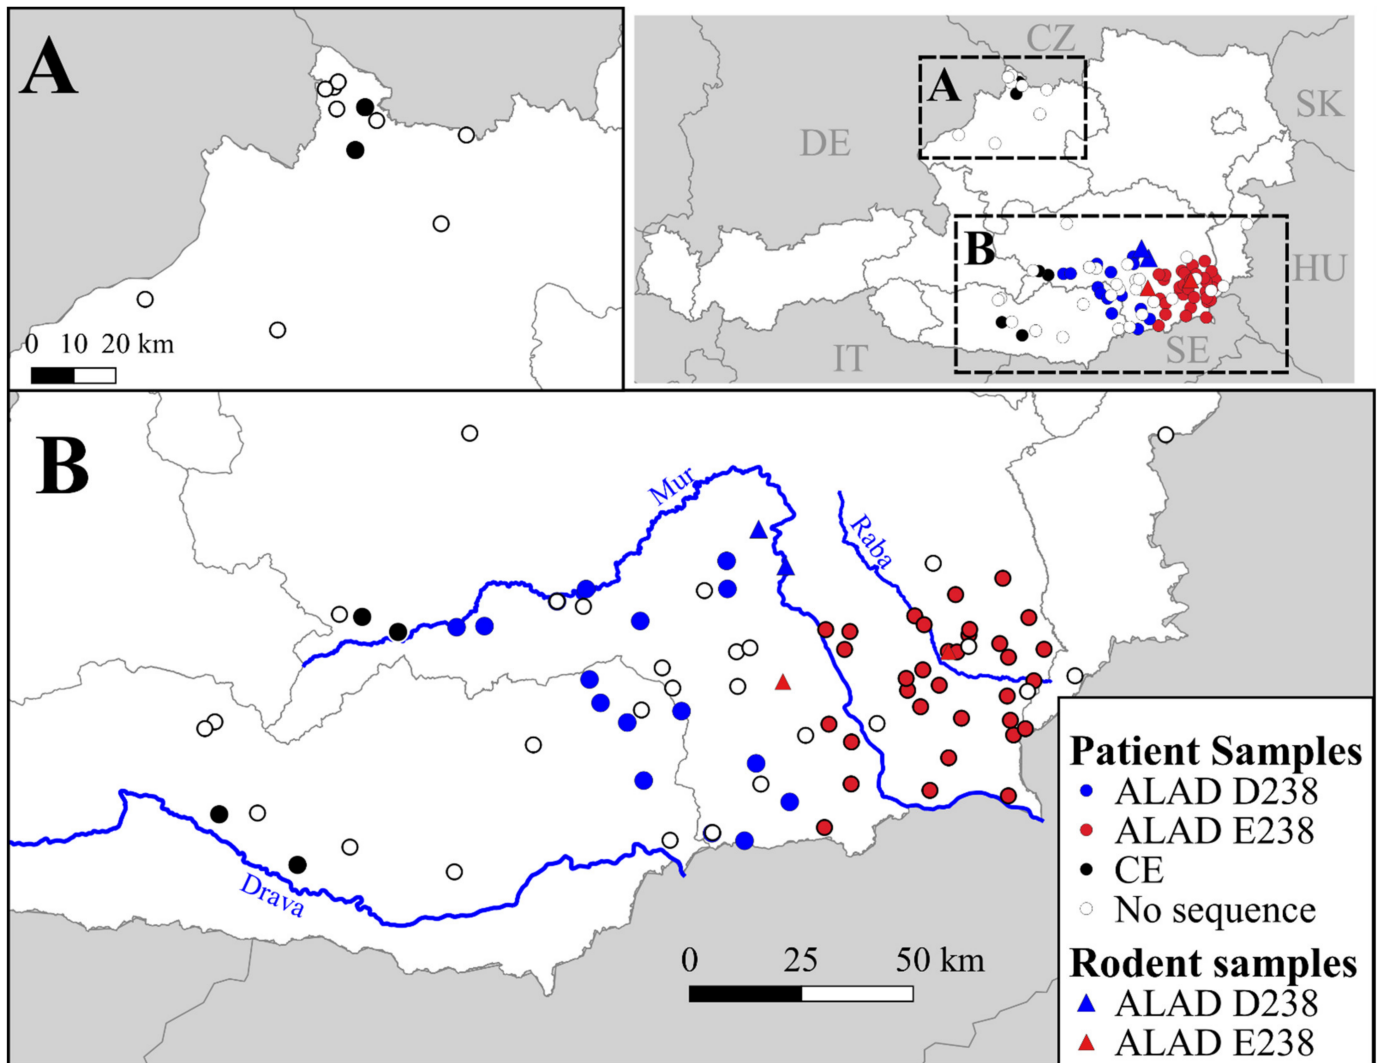 A
0 10 20 km
CZ
A
SK
DE
B
HU
IT
SE
B
Mur
Raba
Drava
0 25 50 km
Patient Samples
ALAD D238
ALAD E238
CE
No sequence
Rodent samples
ALAD D238
ALAD E238